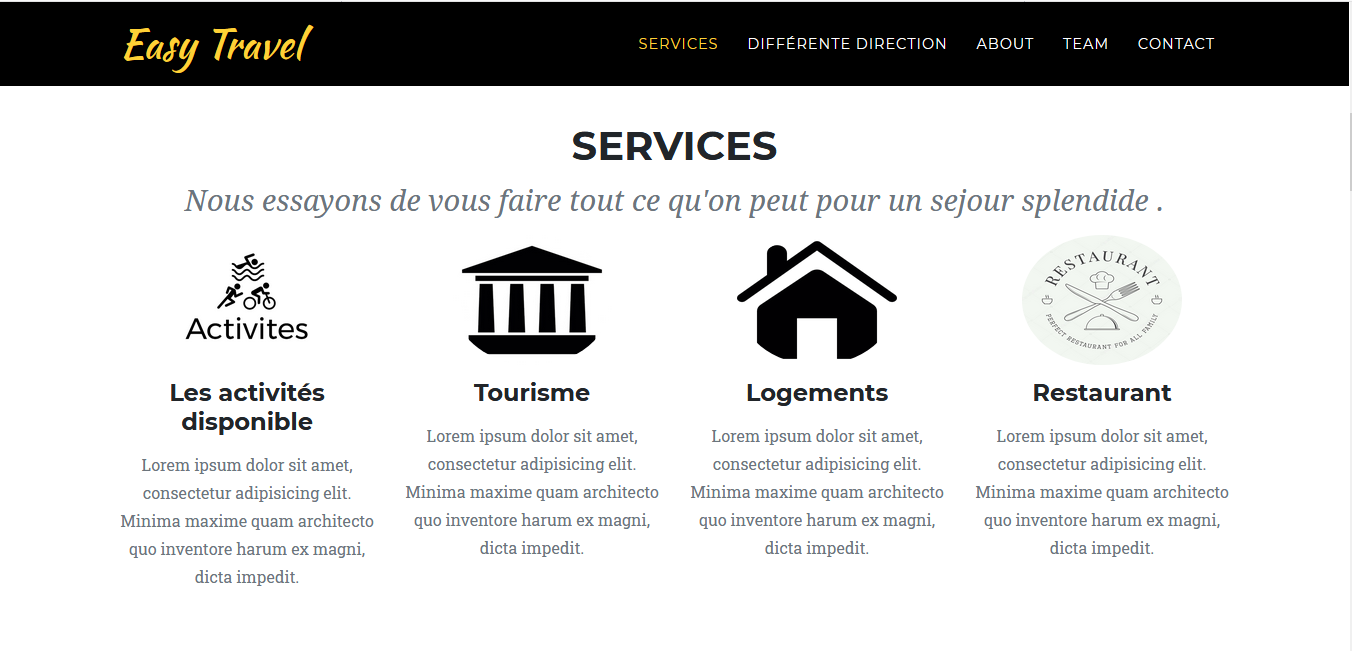 Easy Travel
SERVICES DIFFÉRENTE DIRECTION ABOUT TEAM CONTACT
SERVICES
Nous essayons de vous faire tout ce qu'on peut pour un sejour splendide .
Activites
Les activités
disponible
Lorem ipsum dolor sit amet,
consectetur adipisicing elit.
Minima maxime quam architecto
quo inventore harum ex magni,
dicta impedit.
Tourisme
Lorem ipsum dolor sit amet,
consectetur adipisicing elit.
Minima maxime quam architecto
quo inventore harum ex magni,
dicta impedit.
Logements
Lorem ipsum dolor sit amet,
consectetur adipisicing elit.
Minima maxime quam architecto
quo inventore harum ex magni,
dicta impedit.
RESTAURANT
PERFECT RESTAURANT FOR ALL FAMILY
Restaurant
Lorem ipsum dolor sit amet,
consectetur adipisicing elit.
Minima maxime quam architecto
quo inventore harum ex magni,
dicta impedit.